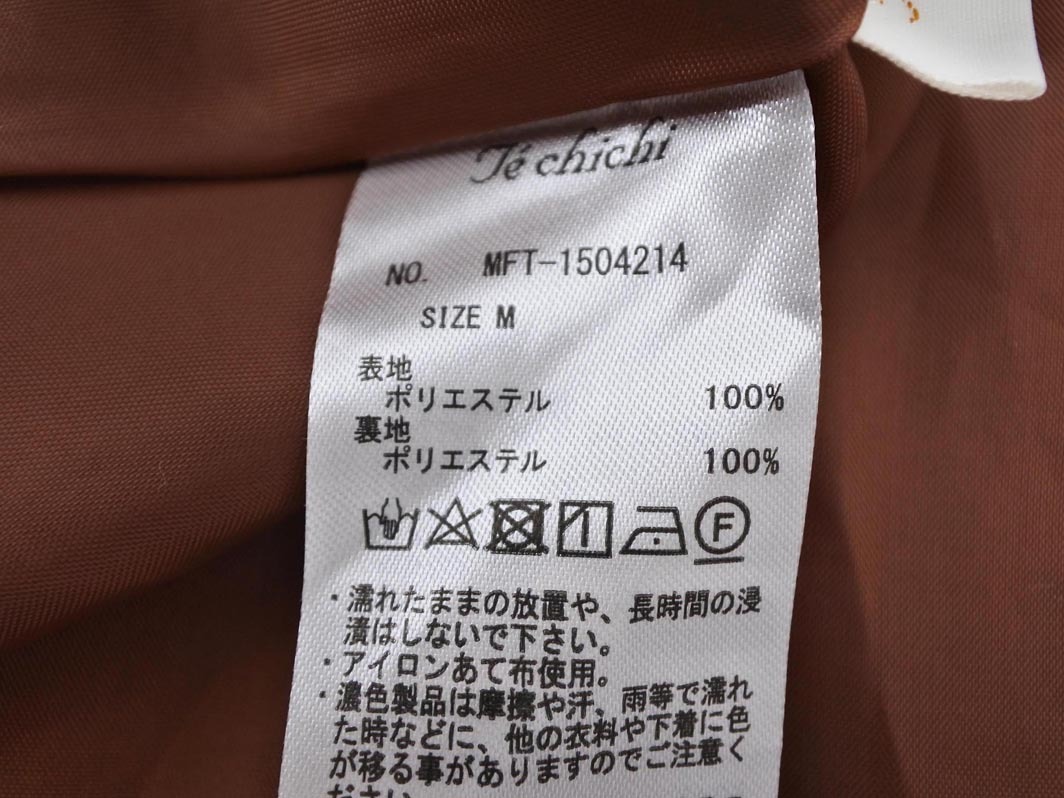 Té chichi
NO. MFT-1504214
SIZE M
表地
ポリエステル 100%
裏地
ポリエステル 100%
F
・濡れたままの放置や、長時間の浸
漬はしないで下さい。
・アイロンあて布使用。
・濃色製品は摩擦や汗、雨等で濡れ
た時などに、他の衣料や下着に色
が移る事がありますのでご注意く
ださい